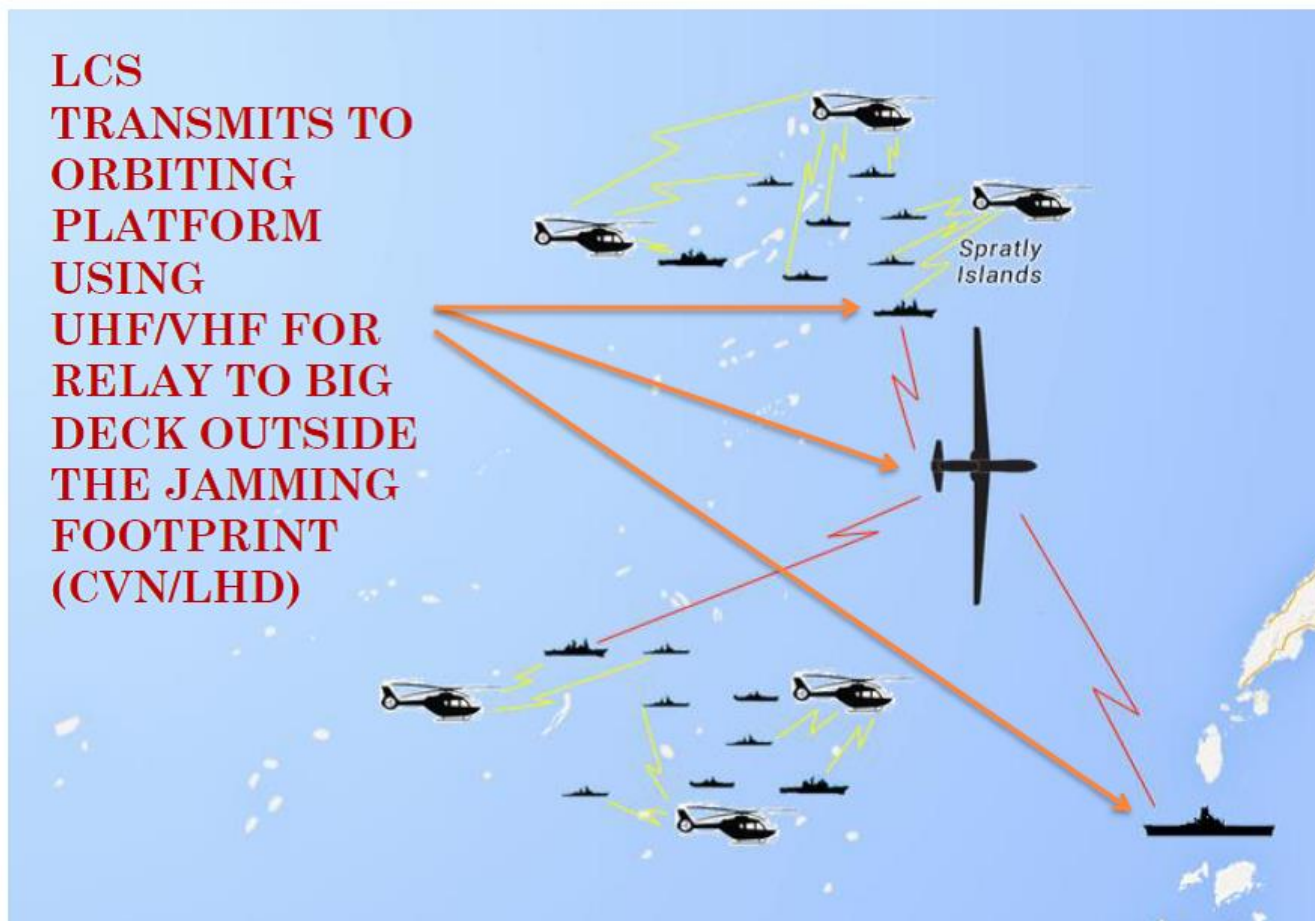 LCS
TRANSMITS TO
ORBITING
PLATFORM
USING
UHF/VHF FOR
RELAY TO BIG
DECK OUTSIDE
THE JAMMING
FOOTPRINT
(CVN/LHD)
Spratly
Islands